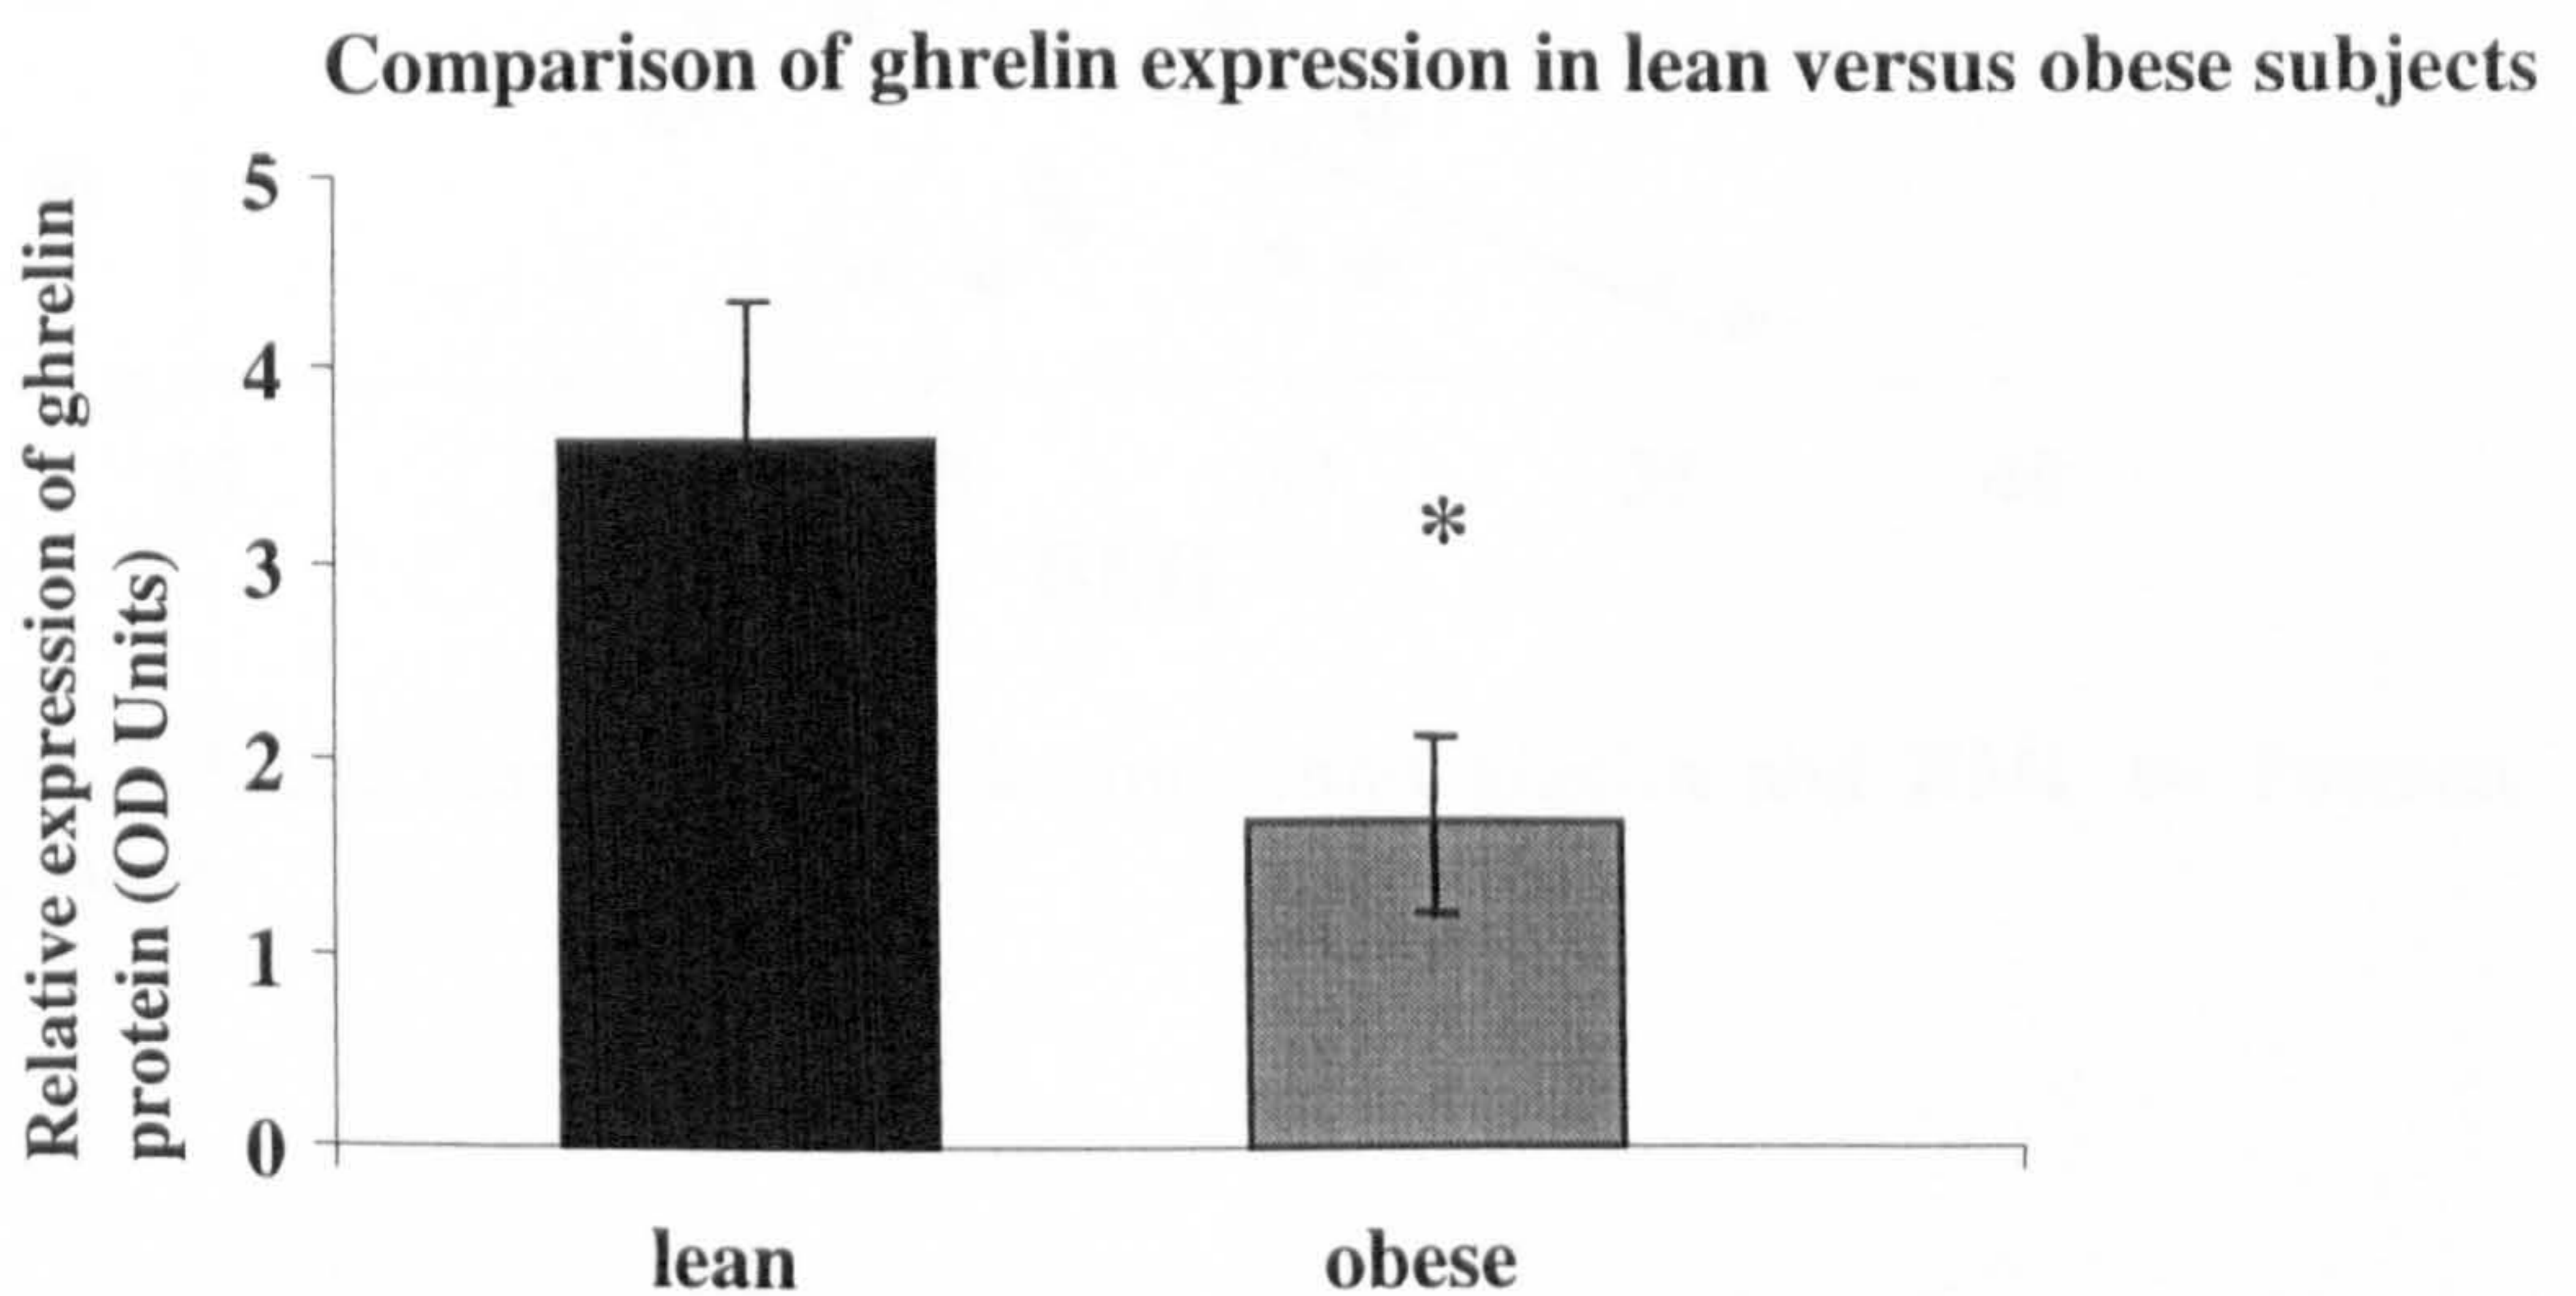 Comparison of ghrelin expression in lean versus obese subjects
Relative expression of ghrelin
protein (OD Units)
5
4
3
2
1
0
*
lean
obese